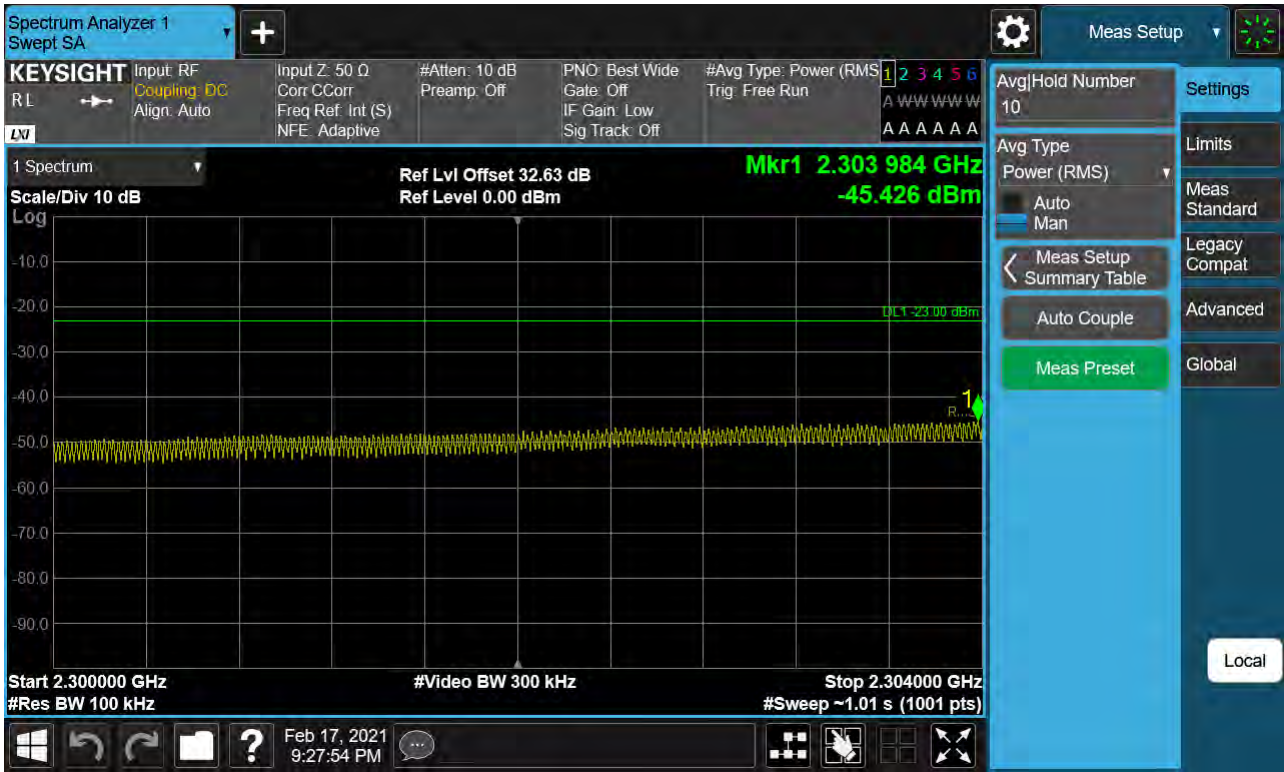 Spectrum Analyzer 1
Swept SA
+
Meas Setup
KEYSIGHT
RL
LXI
Input: RF
Coupling: DC
Align: Auto
Input Z: 50 Ω
Corr CCorr
Freq Ref: Int (S)
NFE: Adaptive
#Atten: 10 dB
Preamp: Off
PNO: Best Wide
Gate: Off
IF Gain: Low
Sig Track: Off
#Avg Type: Power (RMS
Trig: Free Run
1 2 3 4 5 6
A W W W W W
A A A A A A
1 Spectrum
Scale/Div 10 dB
Log
Ref Lvl Offset 32.63 dB
Ref Level 0.00 dBm
Mkr1 2.303 984 GHz
-45.426 dBm
-10.0
-20.0
DL1 -23.00 dBm
-30.0
-40.0
1
R...S
-50.0
-60.0
-70.0
-80.0
-90.0
Start 2.300000 GHz
#Res BW 100 kHz
#Video BW 300 kHz
Stop 2.304000 GHz
#Sweep ~1.01 s (1001 pts)
Avg|Hold Number
10
Avg Type
Power (RMS)
Auto
Man
Meas Setup
Summary Table
Auto Couple
Meas Preset
Settings
Limits
Meas
Standard
Legacy
Compat
Advanced
Global
Local
?
Feb 17, 2021
9:27:54 PM